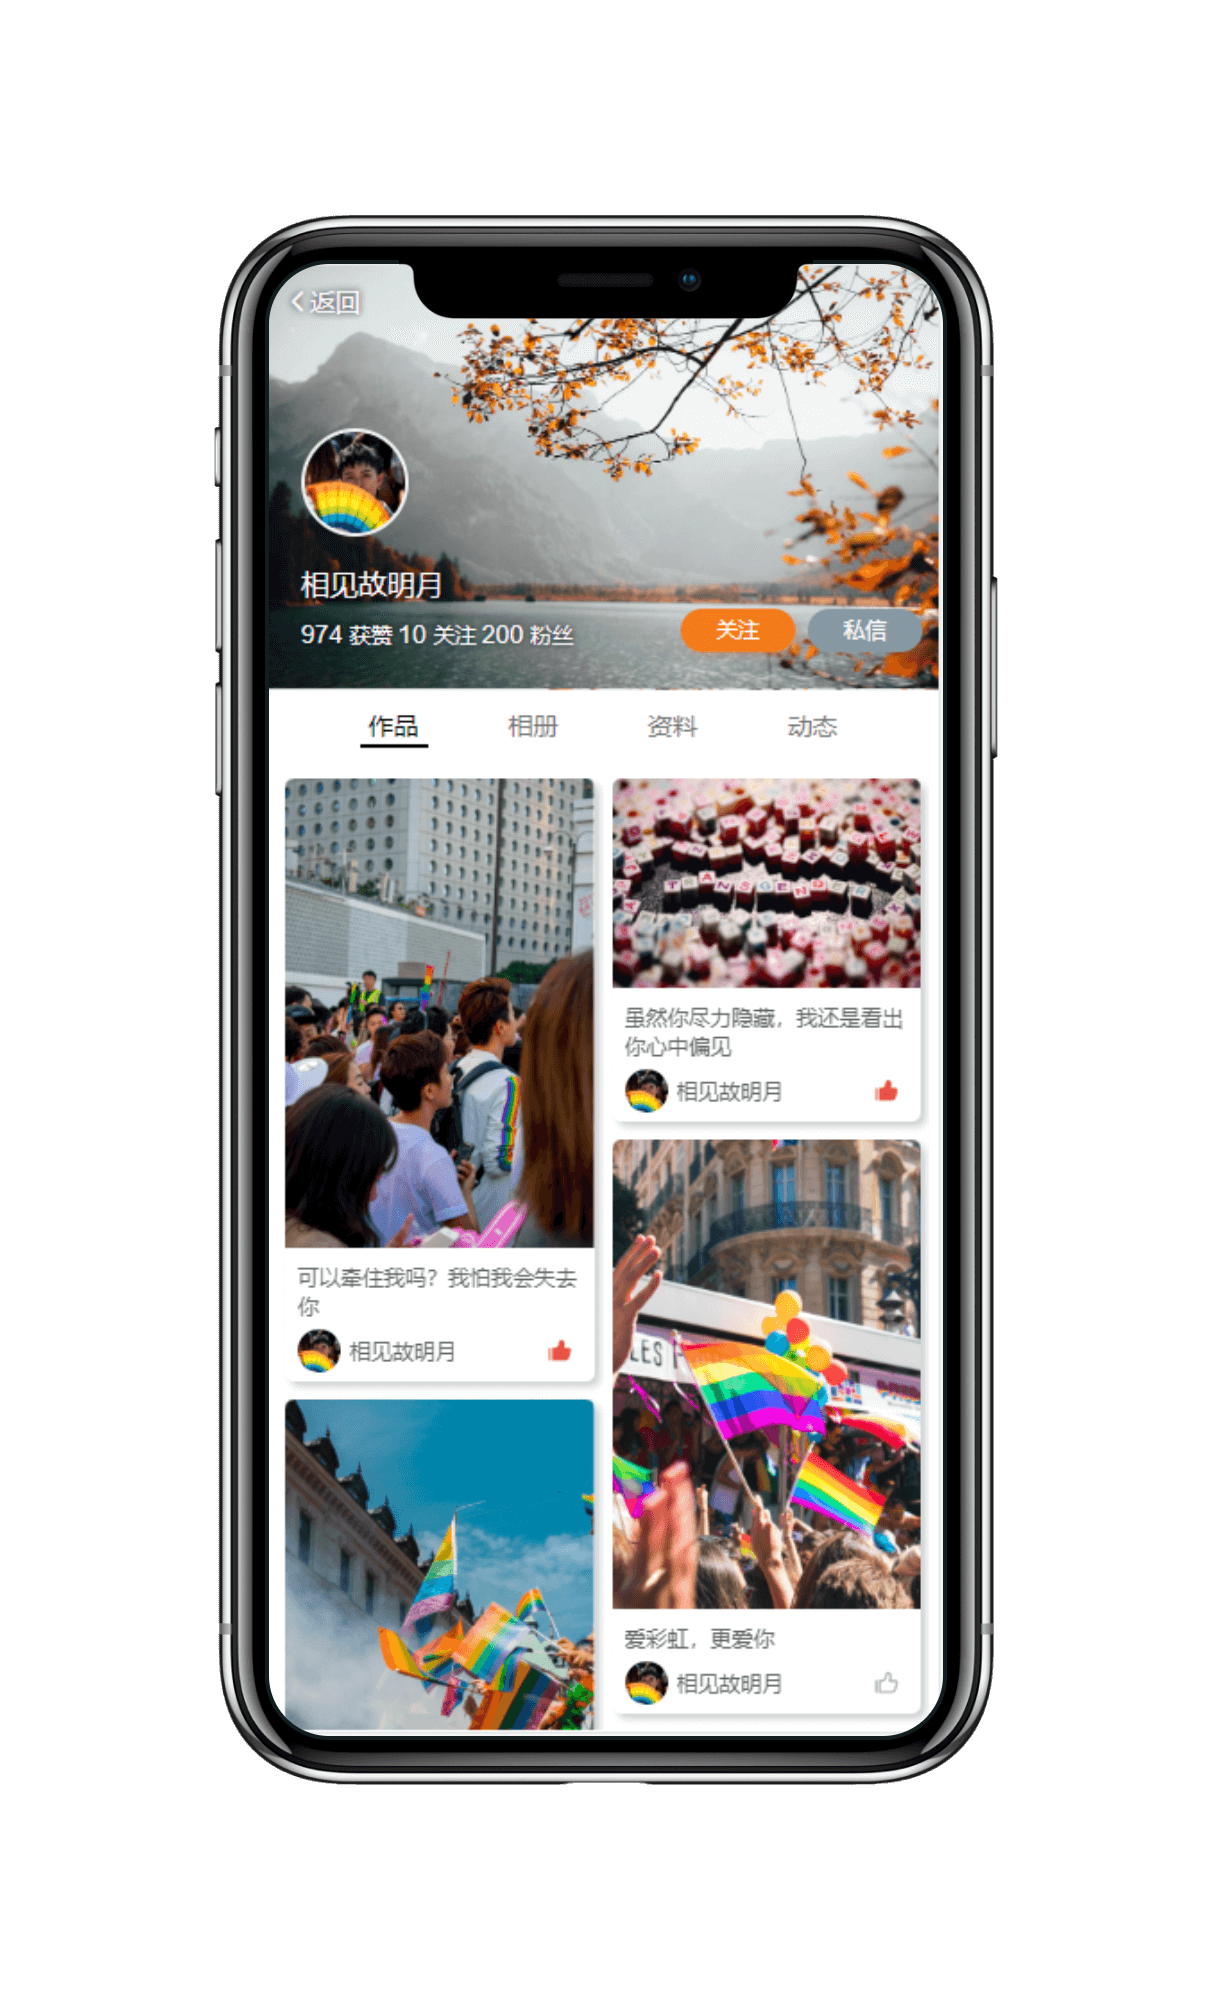 返回
相见故明月
974 获赞 10 关注 200 粉丝
关注
私信
作品
相册
资料
动态
TRANSGENDER
可以牵住我吗？我怕我会失去
你
相见故明月
虽然你尽力隐藏，我还是看出
你心中偏见
相见故明月
LES
爱彩虹，更爱你
相见故明月